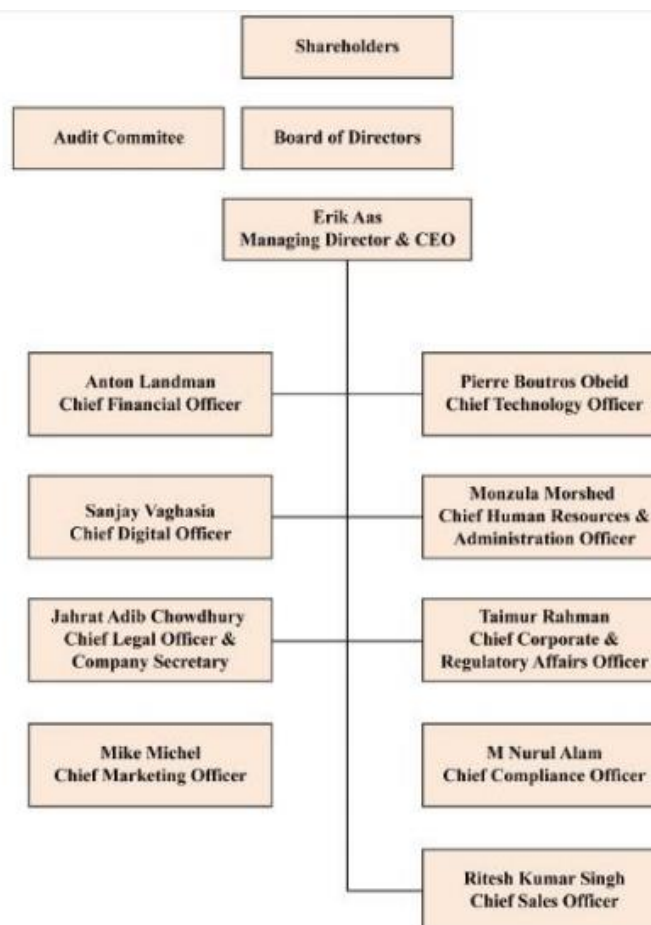 Shareholders
Audit Commitee
Board of Directors
Erik Aas
Managing Director & CEO
Anton Landman
Chief Financial Officer
Pierre Boutros Obeid
Chief Technology Officer
Sanjay Vaghasia
Chief Digital Officer
Monzula Morshed
Chief Human Resources &
Administration Officer
Jahrat Adib Chowdhury
Chief Legal Officer &
Company Secretary
Taimur Rahman
Chief Corporate &
Regulatory Affairs Officer
Mike Michel
Chief Marketing Officer
M Nurul Alam
Chief Compliance Officer
Ritesh Kumar Singh
Chief Sales Officer